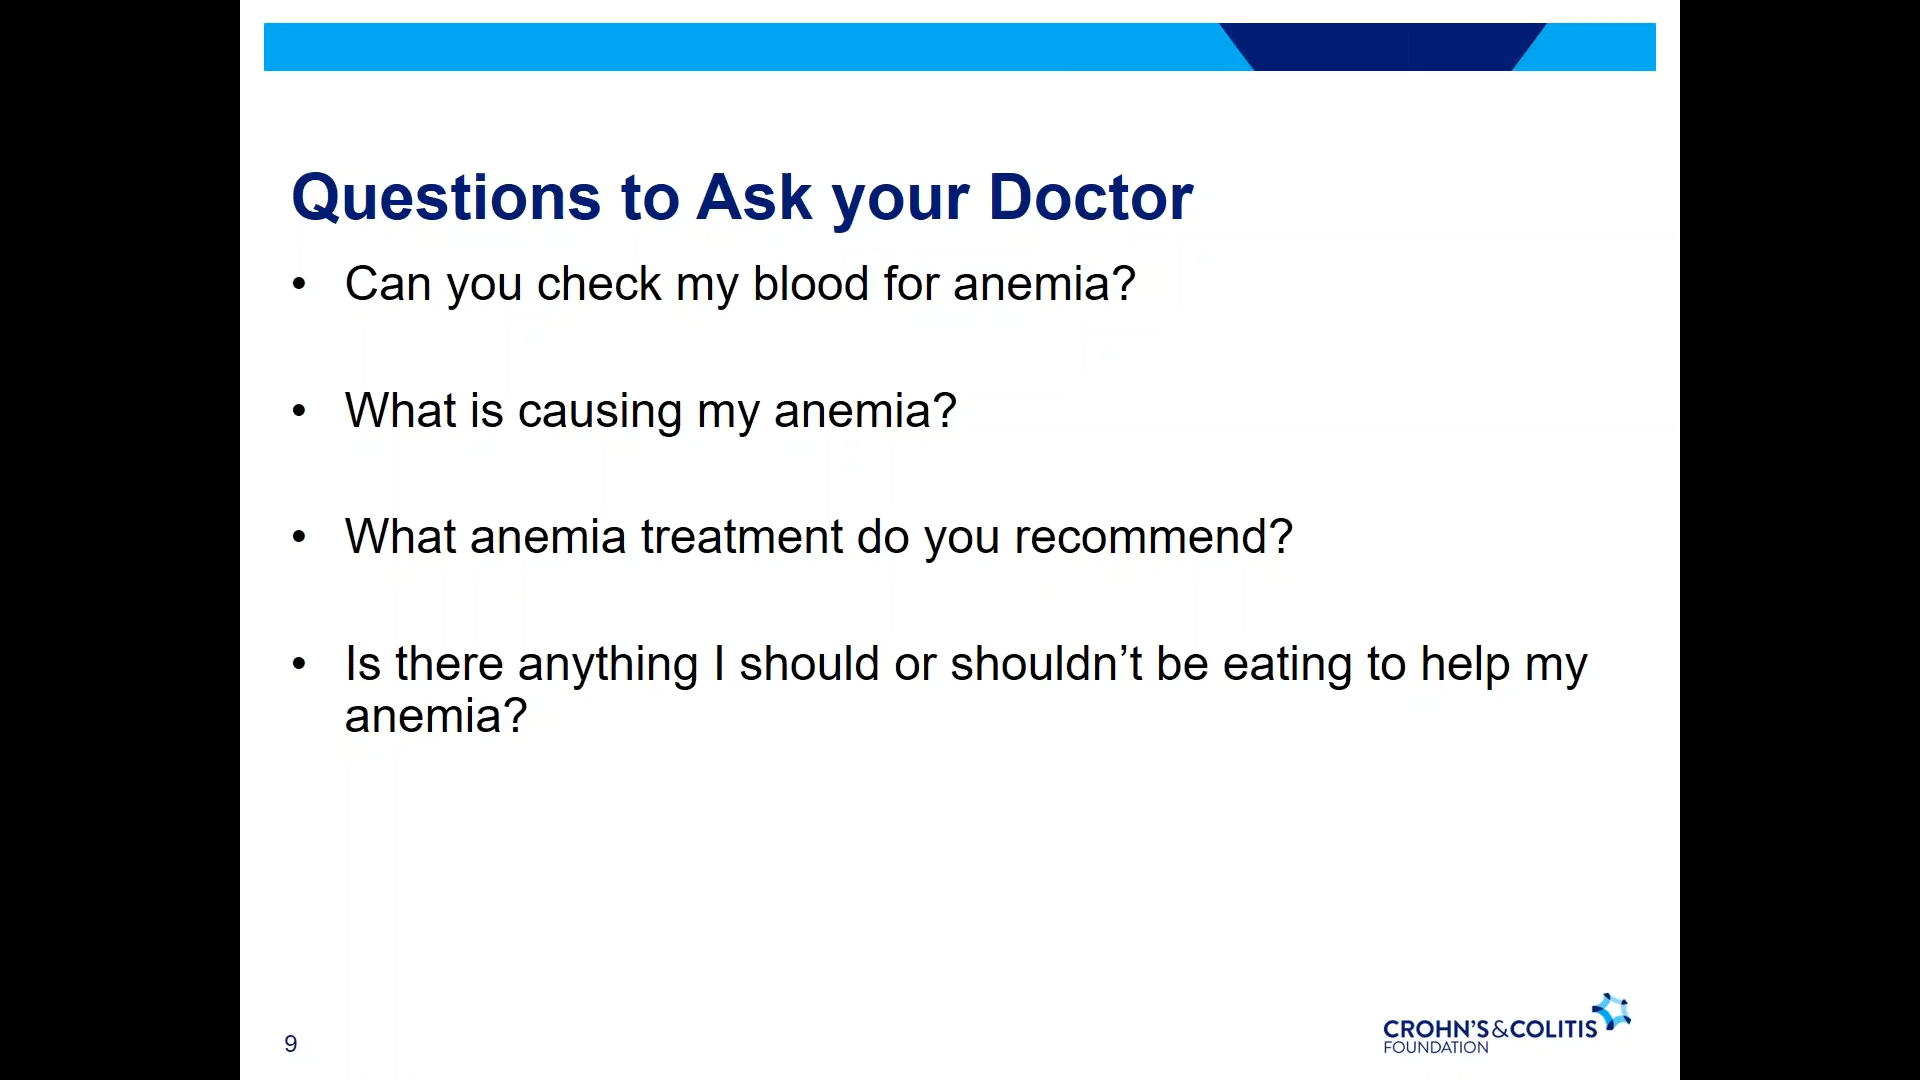 Questions to Ask your Doctor
• Can you check my blood for anemia?
• What is causing my anemia?
• What anemia treatment do you recommend?
• Is there anything I should or shouldn’t be eating to help my
anemia?
9
CROHN’S&COLITIS
FOUNDATION